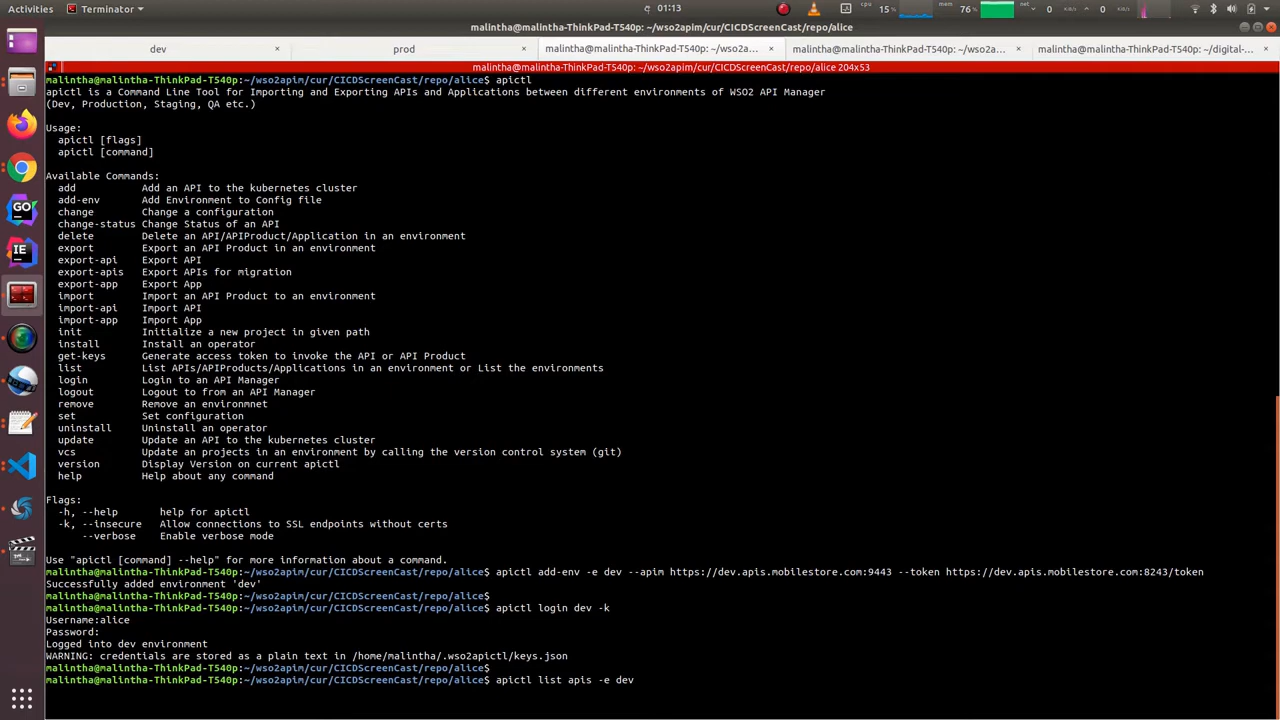 Activities
Terminator
01:13
cpu 15 %
mem 76 %
net 0 0
malintha@malintha-ThinkPad-T540p: ~/wso2apim/cur/CICDScreenCast/repo/alice
dev × prod × malintha@malintha-ThinkPad-T540p: ~/wso2a... × malintha@malintha-ThinkPad-T540p: ~/wso2a... × malintha@malintha-ThinkPad-T540p: ~/digital-... ×
malintha@malintha-ThinkPad-T540p: ~/wso2apim/cur/CICDScreenCast/repo/alice 204x53
malintha@malintha-ThinkPad-T540p:~/wso2apim/cur/CICDScreenCast/repo/alice$ apictl
apictl is a Command Line Tool for Importing and Exporting APIs and Applications between different environments of WSO2 API Manager
(Dev, Production, Staging, QA etc.)
Usage:
apictl [flags]
apictl [command]
Available Commands:
add Add an API to the kubernetes cluster
add-env Add Environment to Config file
change Change a configuration
change-status Change Status of an API
delete Delete an API/APIProduct/Application in an environment
export Export an API Product in an environment
export-api Export API
export-apis Export APIs for migration
export-app Export App
import Import an API Product to an environment
import-api Import API
import-app Import App
init Initialize a new project in given path
install Install an operator
get-keys Generate access token to invoke the API or API Product
list List APIs/APIProducts/Applications in an environment or List the environments
login Login to an API Manager
logout Logout to from an API Manager
remove Remove an environmnet
set Set configuration
uninstall Uninstall an operator
update Update an API to the kubernetes cluster
vcs Update an projects in an environment by calling the version control system (git)
version Display Version on current apictl
help Help about any command
Flags:
-h, --help help for apictl
-k, --insecure Allow connections to SSL endpoints without certs
--verbose Enable verbose mode
Use "apictl [command] --help" for more information about a command.
malintha@malintha-ThinkPad-T540p:~/wso2apim/cur/CICDScreenCast/repo/alice$ apictl add-env -e dev --apim https://dev.apis.mobilestore.com:9443 --token https://dev.apis.mobilestore.com:8243/token
Successfully added environment 'dev'
malintha@malintha-ThinkPad-T540p:~/wso2apim/cur/CICDScreenCast/repo/alice$
malintha@malintha-ThinkPad-T540p:~/wso2apim/cur/CICDScreenCast/repo/alice$ apictl login dev -k
Username:alice
Password:
Logged into dev environment
WARNING: credentials are stored as a plain text in /home/malintha/.wso2apictl/keys.json
malintha@malintha-ThinkPad-T540p:~/wso2apim/cur/CICDScreenCast/repo/alice$
malintha@malintha-ThinkPad-T540p:~/wso2apim/cur/CICDScreenCast/repo/alice$ apictl list apis -e dev